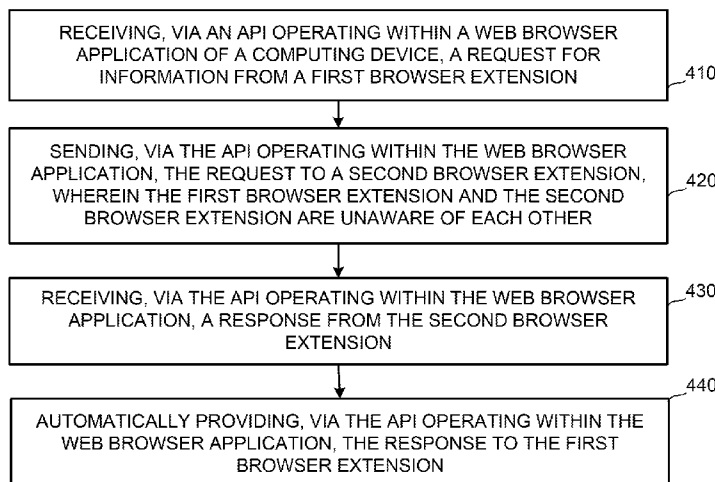 RECEIVING, VIA AN API OPERATING WITHIN A WEB BROWSER
APPLICATION OF A COMPUTING DEVICE, A REQUEST FOR
INFORMATION FROM A FIRST BROWSER EXTENSION
410
SENDING, VIA THE API OPERATING WITHIN THE WEB BROWSER
APPLICATION, THE REQUEST TO A SECOND BROWSER EXTENSION,
WHEREIN THE FIRST BROWSER EXTENSION AND THE SECOND
BROWSER EXTENSION ARE UNAWARE OF EACH OTHER
420
RECEIVING, VIA THE API OPERATING WITHIN THE WEB BROWSER
APPLICATION, A RESPONSE FROM THE SECOND BROWSER
EXTENSION
430
440
AUTOMATICALLY PROVIDING, VIA THE API OPERATING WITHIN THE
WEB BROWSER APPLICATION, THE RESPONSE TO THE FIRST
BROWSER EXTENSION